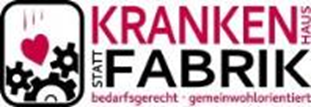 KRANKENHAUS
STATT
FABRIK
bedarfsgerecht · gemeinwohlorientiert